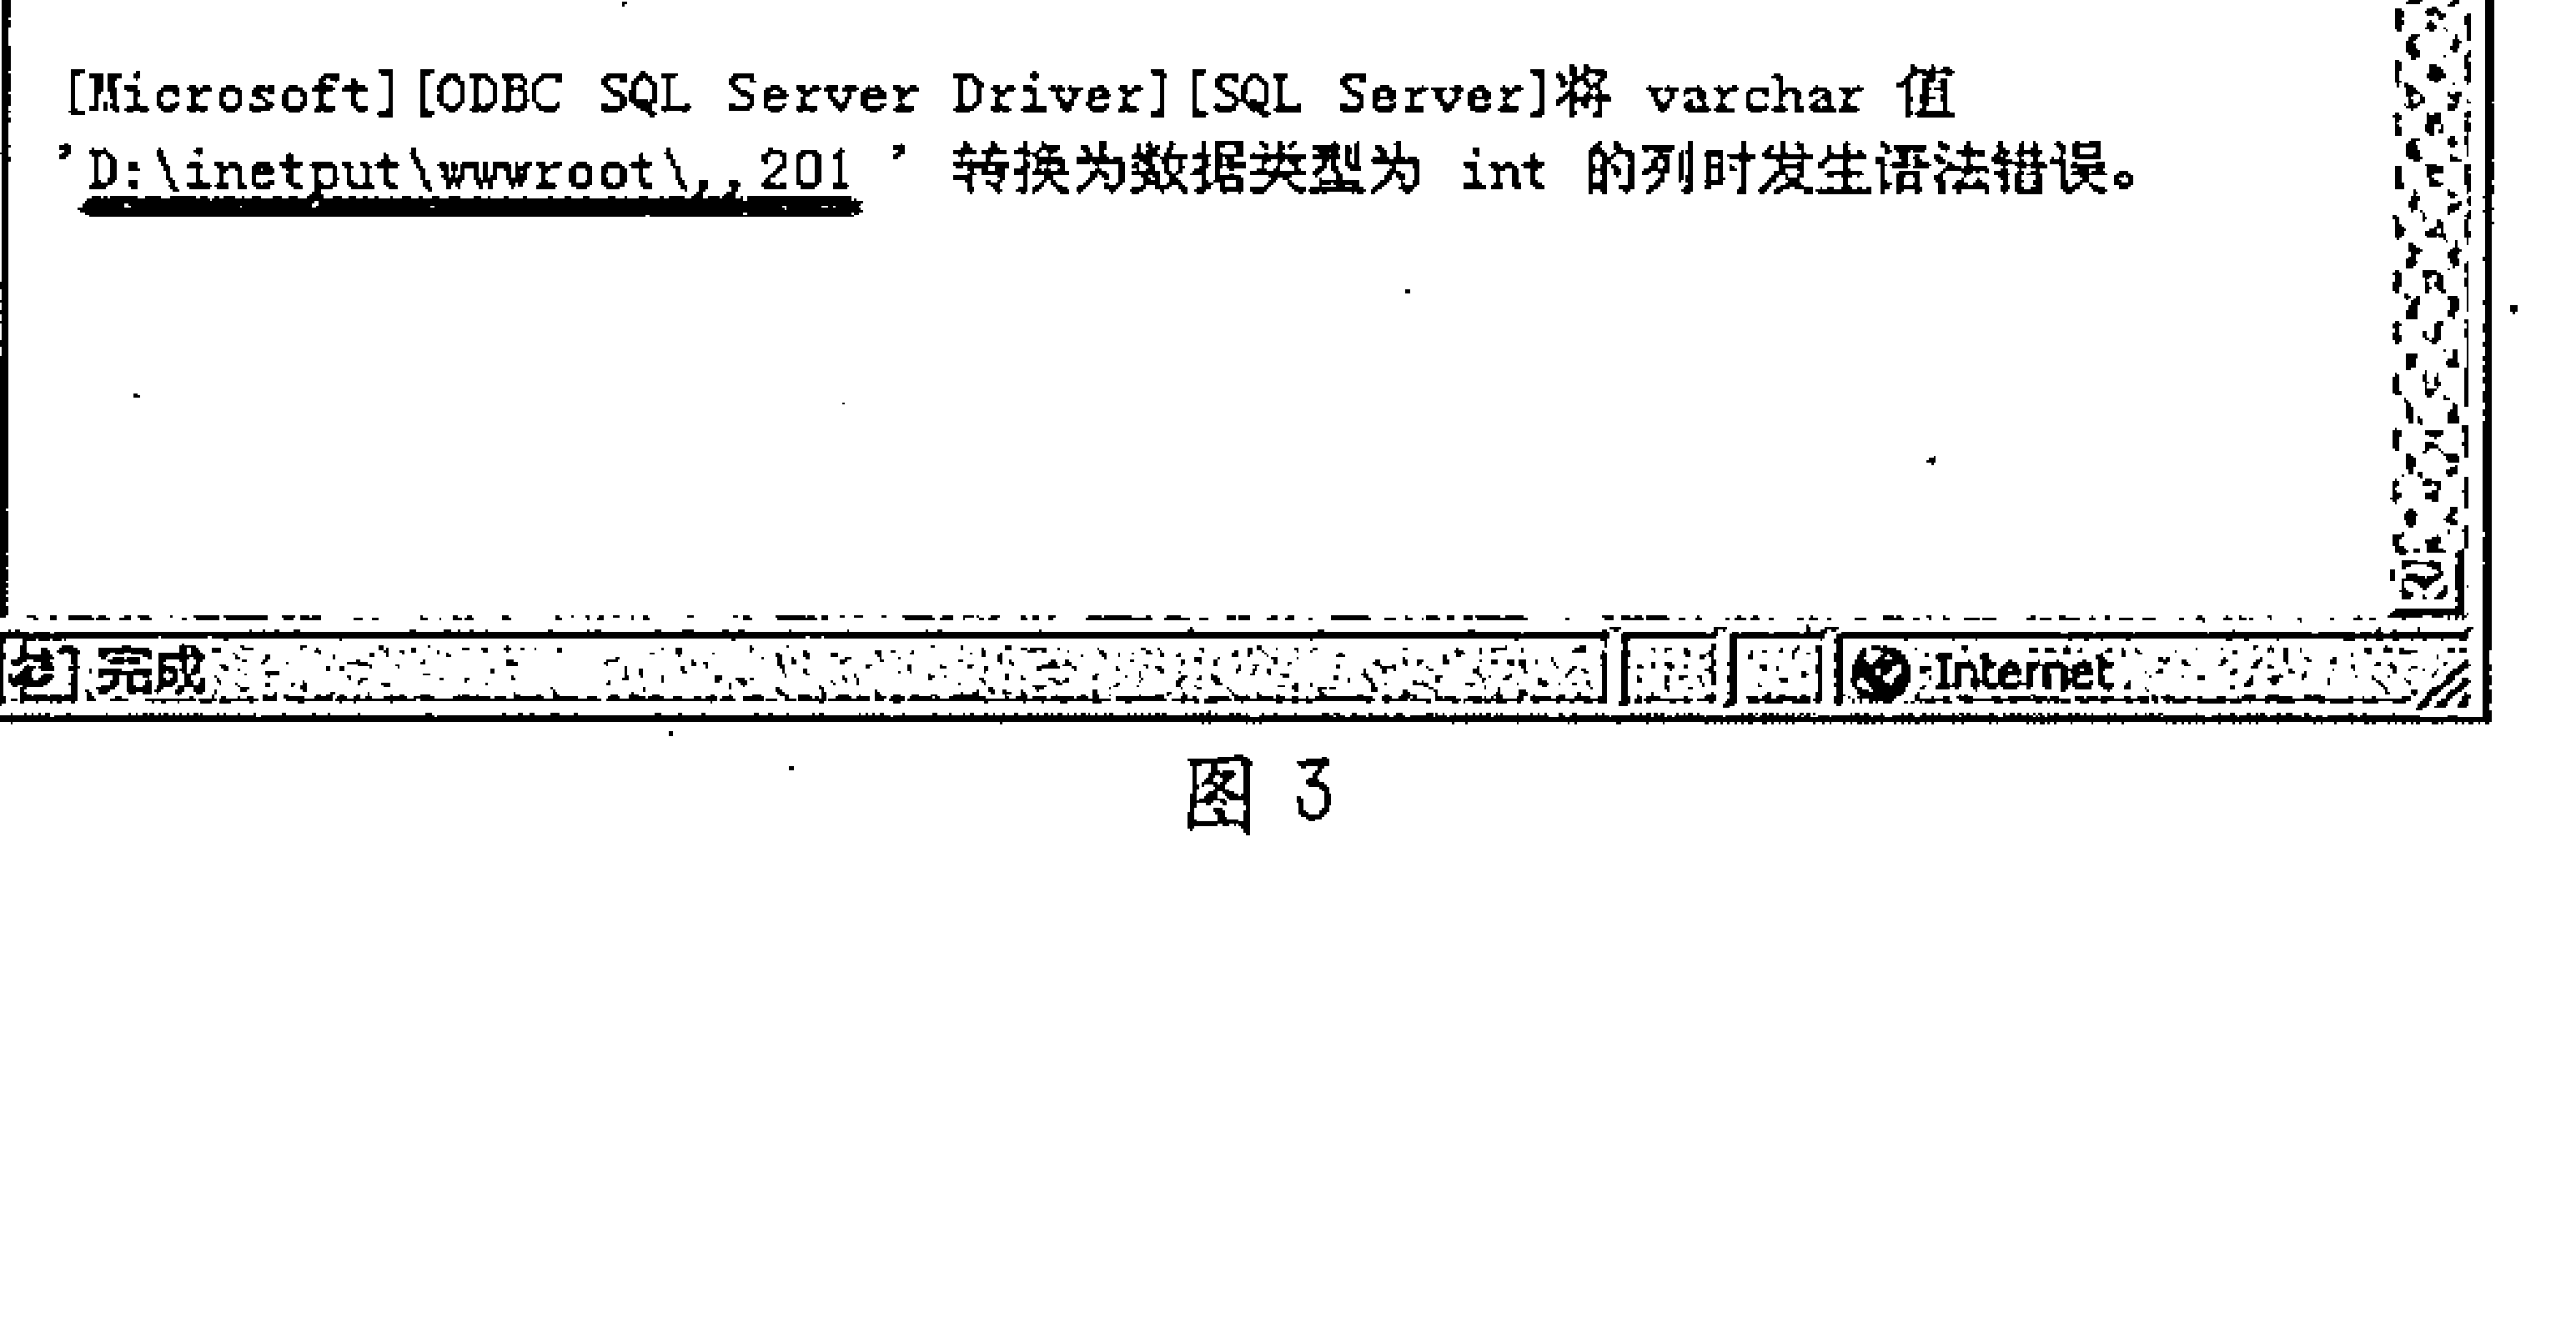 [Microsoft][ODBC SQL Server Driver][SQL Server]将 varchar 值
'D:\inetput\wwwroot\,,201 ' 转换为数据类型为 int 的列时发生语法错误。
完成
Internet
图 3